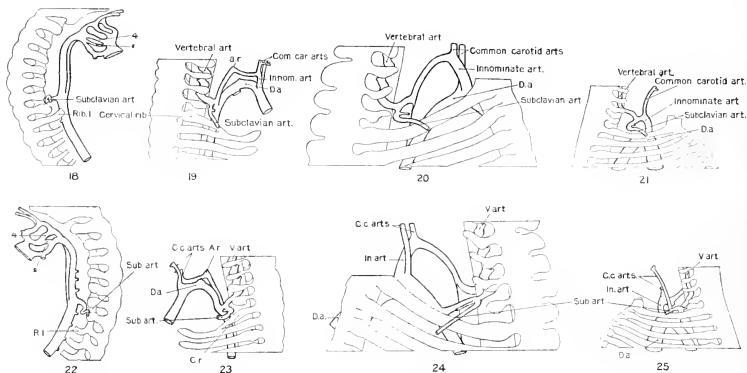 4
s
Subclavian art
Rib.I
18
Vertebral art
a.r
Com car arts
Innom. art
D.a
Cervical rib
Subclavian art.
19
Vertebral art
Common carotid arts
Innominate art.
D.a
Subclavian art
20
Vertebral art.
Common carotid art.
Innominate art
Subclavian art.
D.a
21
4
s
Sub art
R I
22
C.c arts A.r V art
D.a
Sub art.
C.r
23
C.c arts
V art
In art
Sub art
D.a.
24
C.c arts
V art
In. art
D.a
25